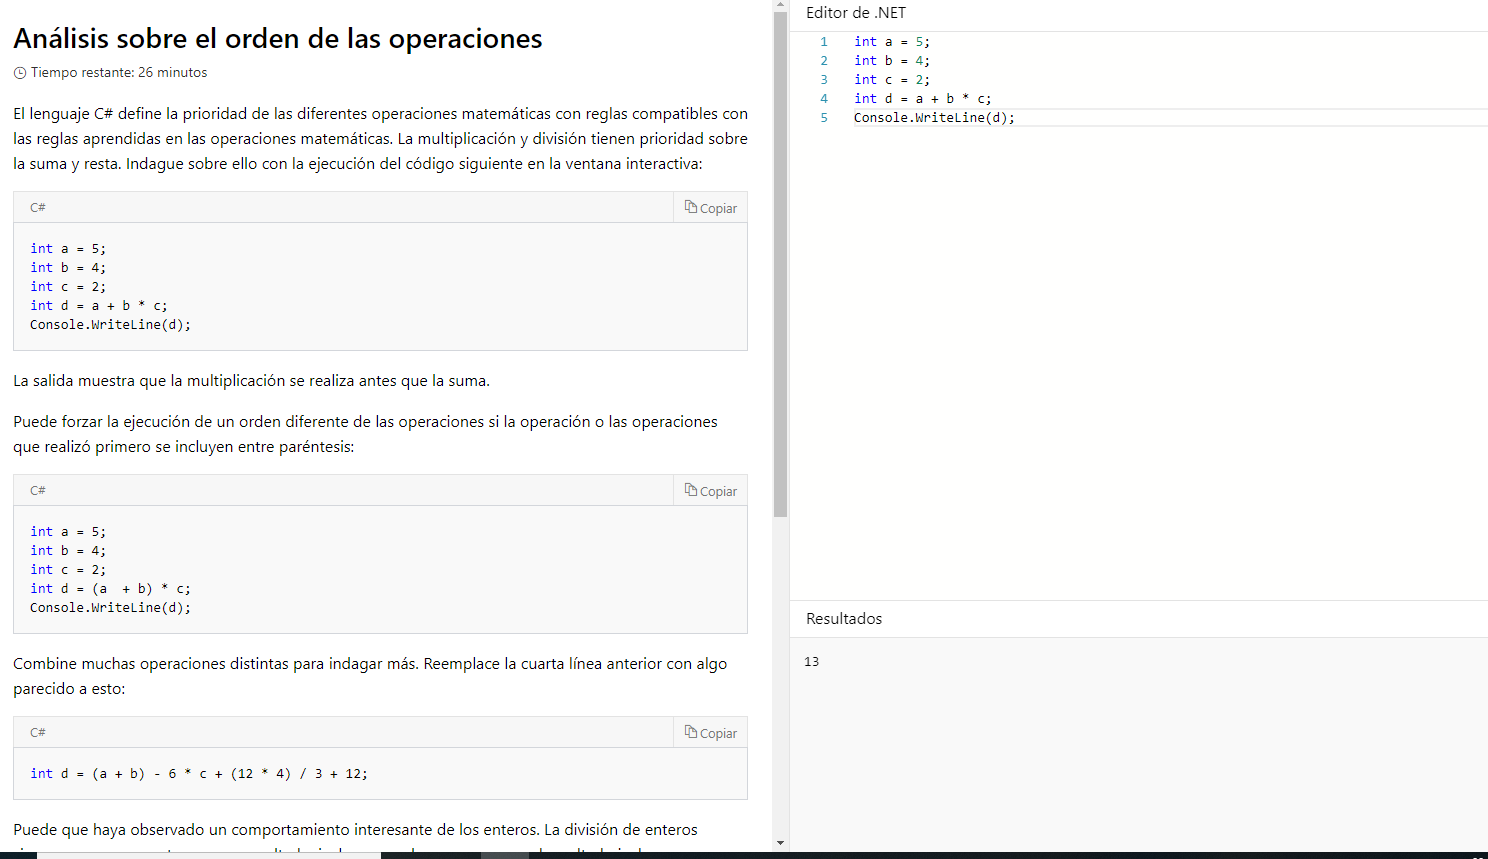 Análisis sobre el orden de las operaciones
Tiempo restante: 26 minutos
El lenguaje C# define la prioridad de las diferentes operaciones matemáticas con reglas compatibles con
las reglas aprendidas en las operaciones matemáticas. La multiplicación y división tienen prioridad sobre
la suma y resta. Indague sobre ello con la ejecución del código siguiente en la ventana interactiva:
C#
Copiar
int a = 5;
int b = 4;
int c = 2;
int d = a + b * c;
Console.WriteLine(d);
La salida muestra que la multiplicación se realiza antes que la suma.
Puede forzar la ejecución de un orden diferente de las operaciones si la operación o las operaciones
que realizó primero se incluyen entre paréntesis:
C#
Copiar
int a = 5;
int b = 4;
int c = 2;
int d = (a  + b) * c;
Console.WriteLine(d);
Combine muchas operaciones distintas para indagar más. Reemplace la cuarta línea anterior con algo
parecido a esto:
C#
Copiar
int d = (a + b) - 6 * c + (12 * 4) / 3 + 12;
Puede que haya observado un comportamiento interesante de los enteros. La división de enteros
Editor de .NET
1 int a = 5;
2 int b = 4;
3 int c = 2;
4 int d = a + b * c;
5 Console.WriteLine(d);
Resultados
13